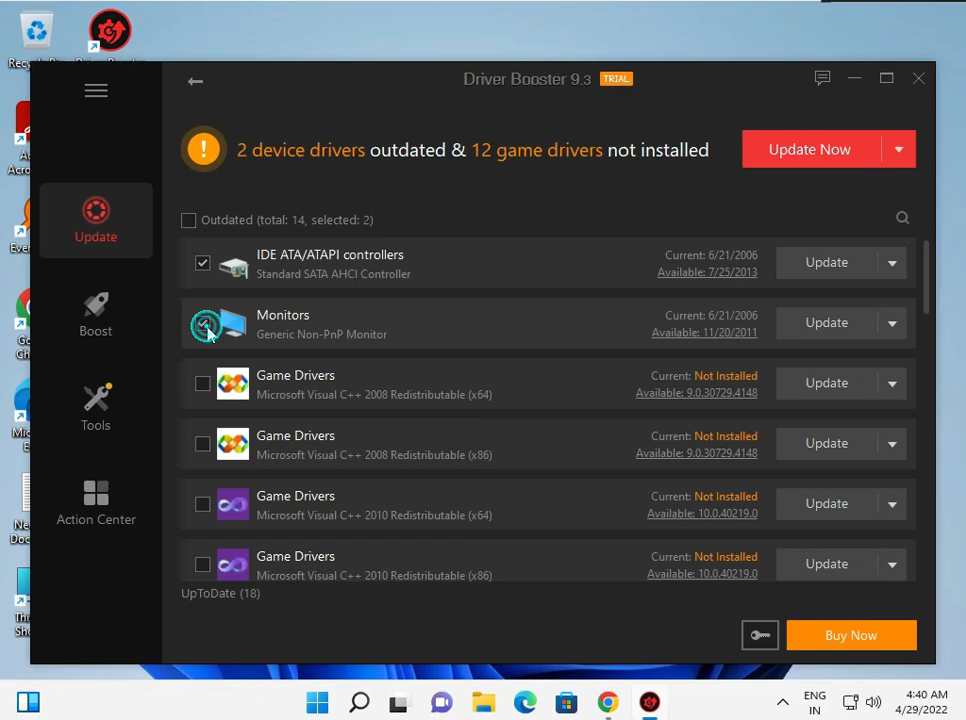 Driver Booster 9.3 TRIAL
2 device drivers outdated & 12 game drivers not installed
Update Now
Outdated (total: 14, selected: 2)
Update
Boost
Tools
Action Center
IDE ATA/ATAPI controllers
Standard SATA AHCI Controller
Current: 6/21/2006
Available: 7/25/2013
Update
Monitors
Generic Non-PnP Monitor
Current: 6/21/2006
Available: 11/20/2011
Update
Game Drivers
Microsoft Visual C++ 2008 Redistributable (x64)
Current: Not Installed
Available: 9.0.30729.4148
Update
Game Drivers
Microsoft Visual C++ 2008 Redistributable (x86)
Current: Not Installed
Available: 9.0.30729.4148
Update
Game Drivers
Microsoft Visual C++ 2010 Redistributable (x64)
Current: Not Installed
Available: 10.0.40219.0
Update
Game Drivers
Microsoft Visual C++ 2010 Redistributable (x86)
Current: Not Installed
Available: 10.0.40219.0
Update
UpToDate (18)
Buy Now
ENG
IN
4:40 AM
4/29/2022